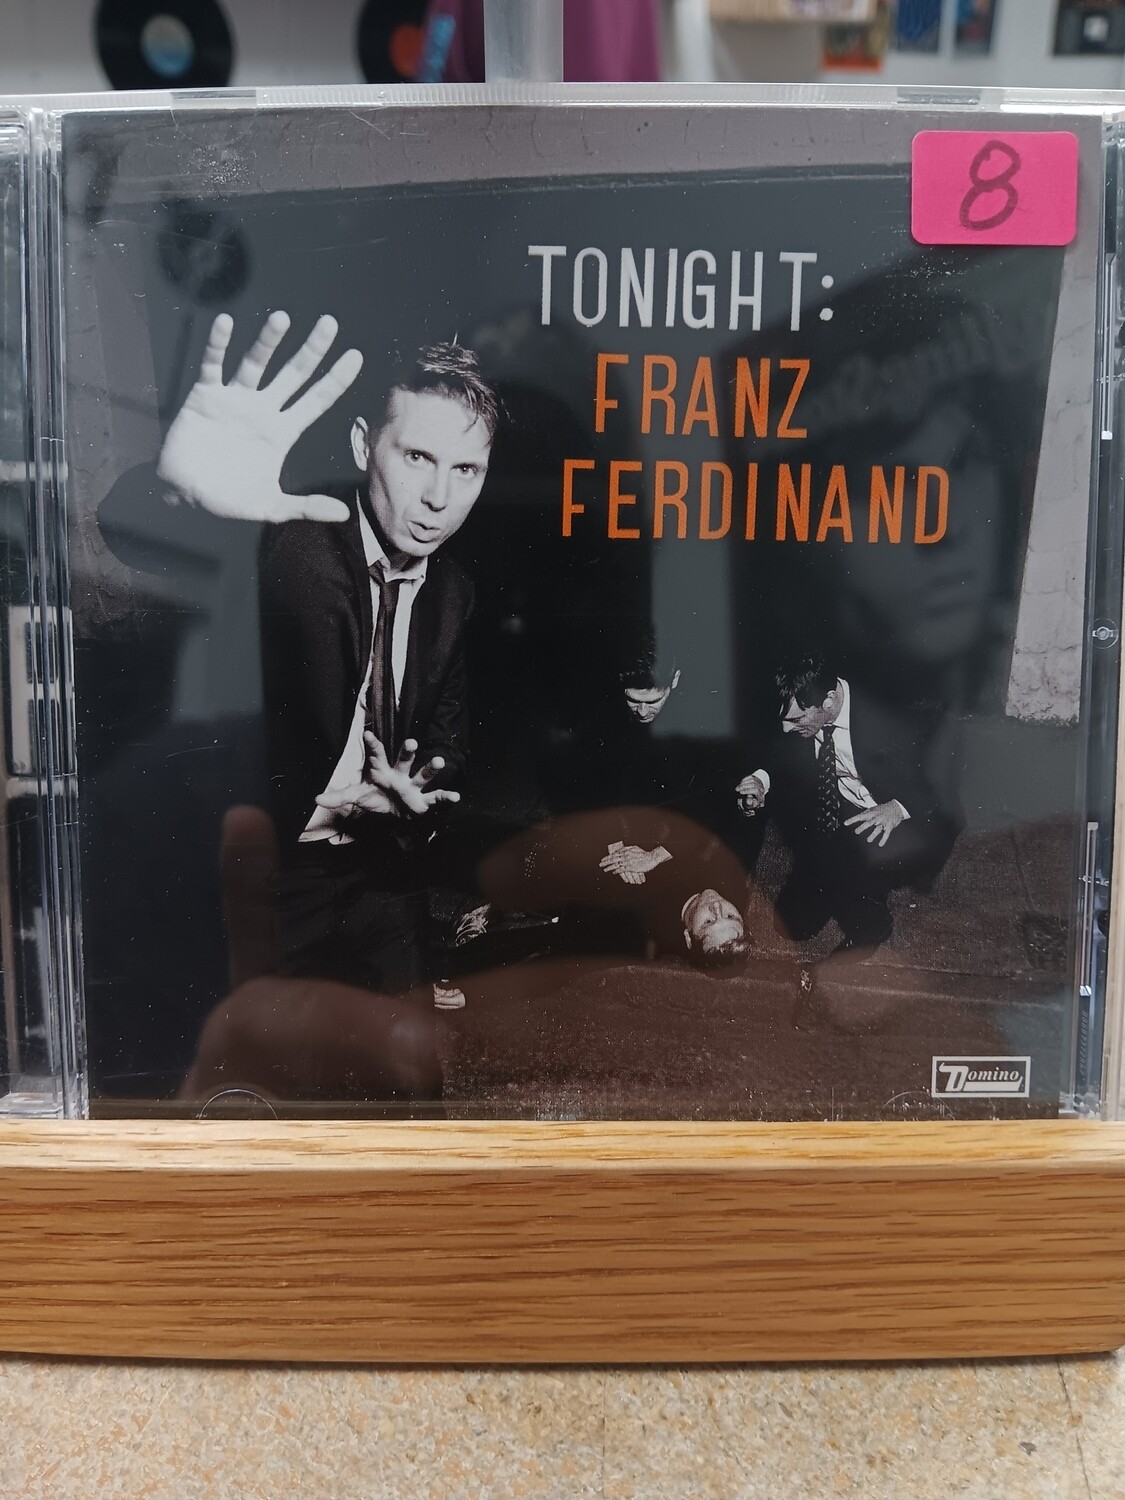 8
TONIGHT:
FRANZ
FERDINAND
Domino